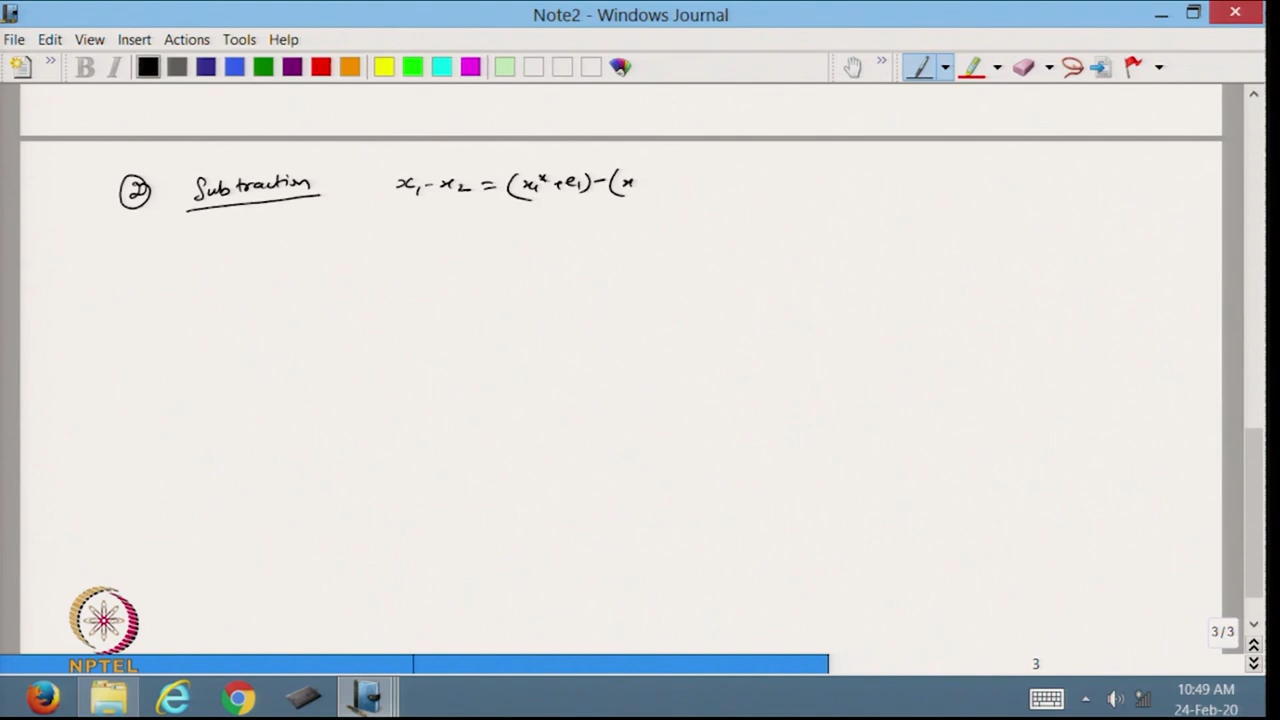 Note2 - Windows Journal
File Edit View Insert Actions Tools Help
② Subtraction x₁-x₂ = (x₁* + e₁) - (x
3/3
NPTEL
3
10:49 AM
24-Feb-20